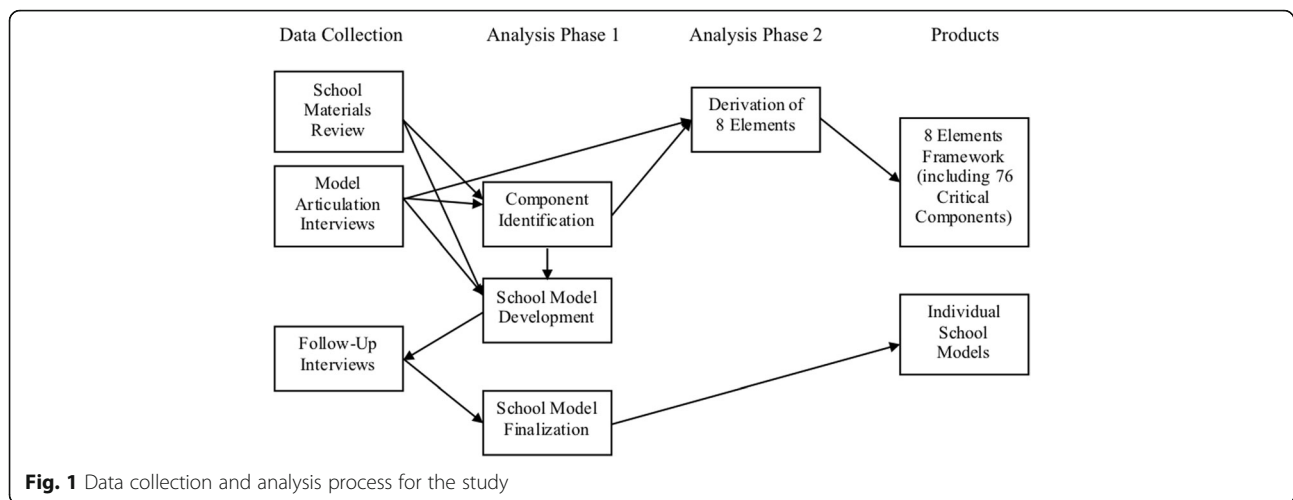 Data Collection
Analysis Phase 1
Analysis Phase 2
Products
School
Materials
Review
Model
Articulation
Interviews
Follow-Up
Interviews
Component
Identification
School Model
Development
School Model
Finalization
Derivation of
8 Elements
8 Elements
Framework
(including 76
Critical
Components)
Individual
School
Models
Fig. 1 Data collection and analysis process for the study